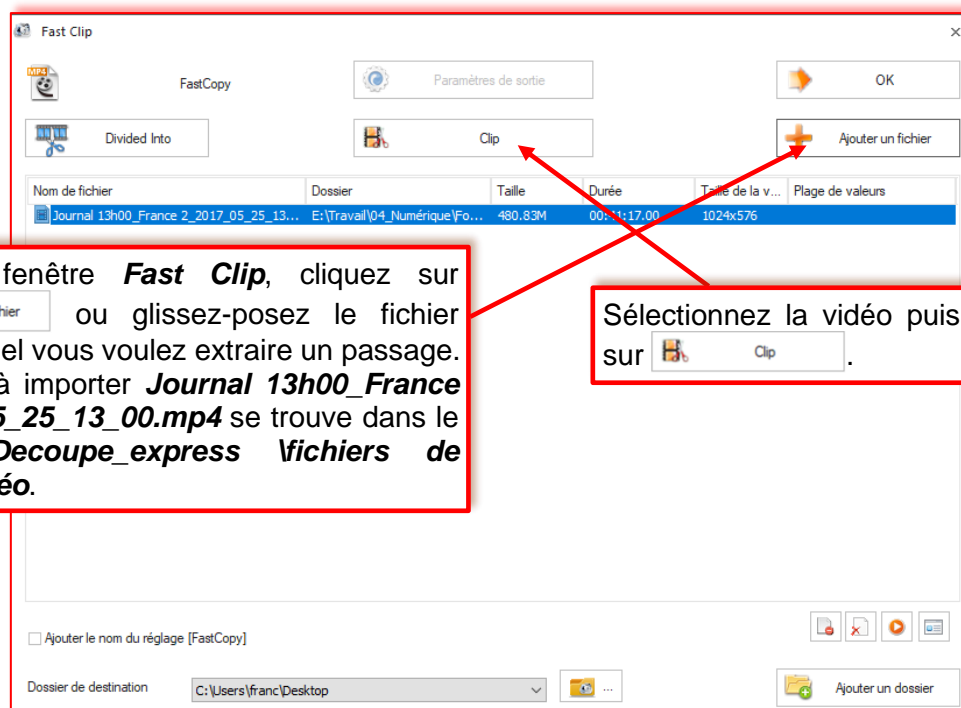 Fast Clip
MP4
FastCopy
Paramètres de sortie
OK
Divided Into
Clip
Ajouter un fichier
Nom de fichier Dossier Taille Durée Taille de la v... Plage de valeurs
Journal 13h00_France 2_2017_05_25_13... E:\Travail\04_Numérique\Fo... 480.83M 1024x576
fenêtre Fast Clip, cliquez sur
ou glissez-posez le fichier
vous voulez extraire un passage.
à importer Journal 13h00_France
_25_13_00.mp4 se trouve dans le
Decoupe_express \fichiers de
Sélectionnez la vidéo puis
sur Clip .
Ajouter le nom du réglage [FastCopy]
Dossier de destination C:\Users\franc\Desktop ... Ajouter un dossier